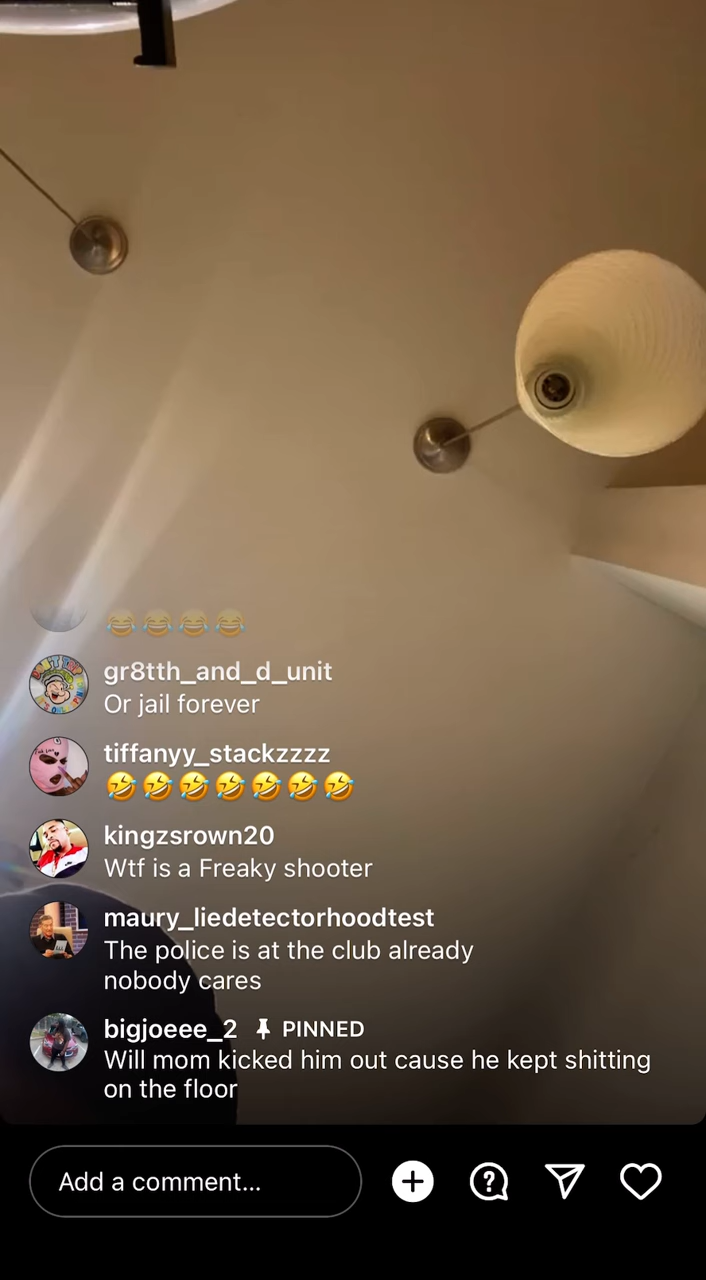 😂😂😂😂
gr8tth_and_d_unit
Or jail forever
tiffanyy_stackzzzz
🤣🤣🤣🤣🤣🤣🤣
kingzsrown20
Wtf is a Freaky shooter
maury_liedetectorhoodtest
The police is at the club already
nobody cares
bigjoeee_2 PINNED
Will mom kicked him out cause he kept shitting
on the floor
Add a comment...